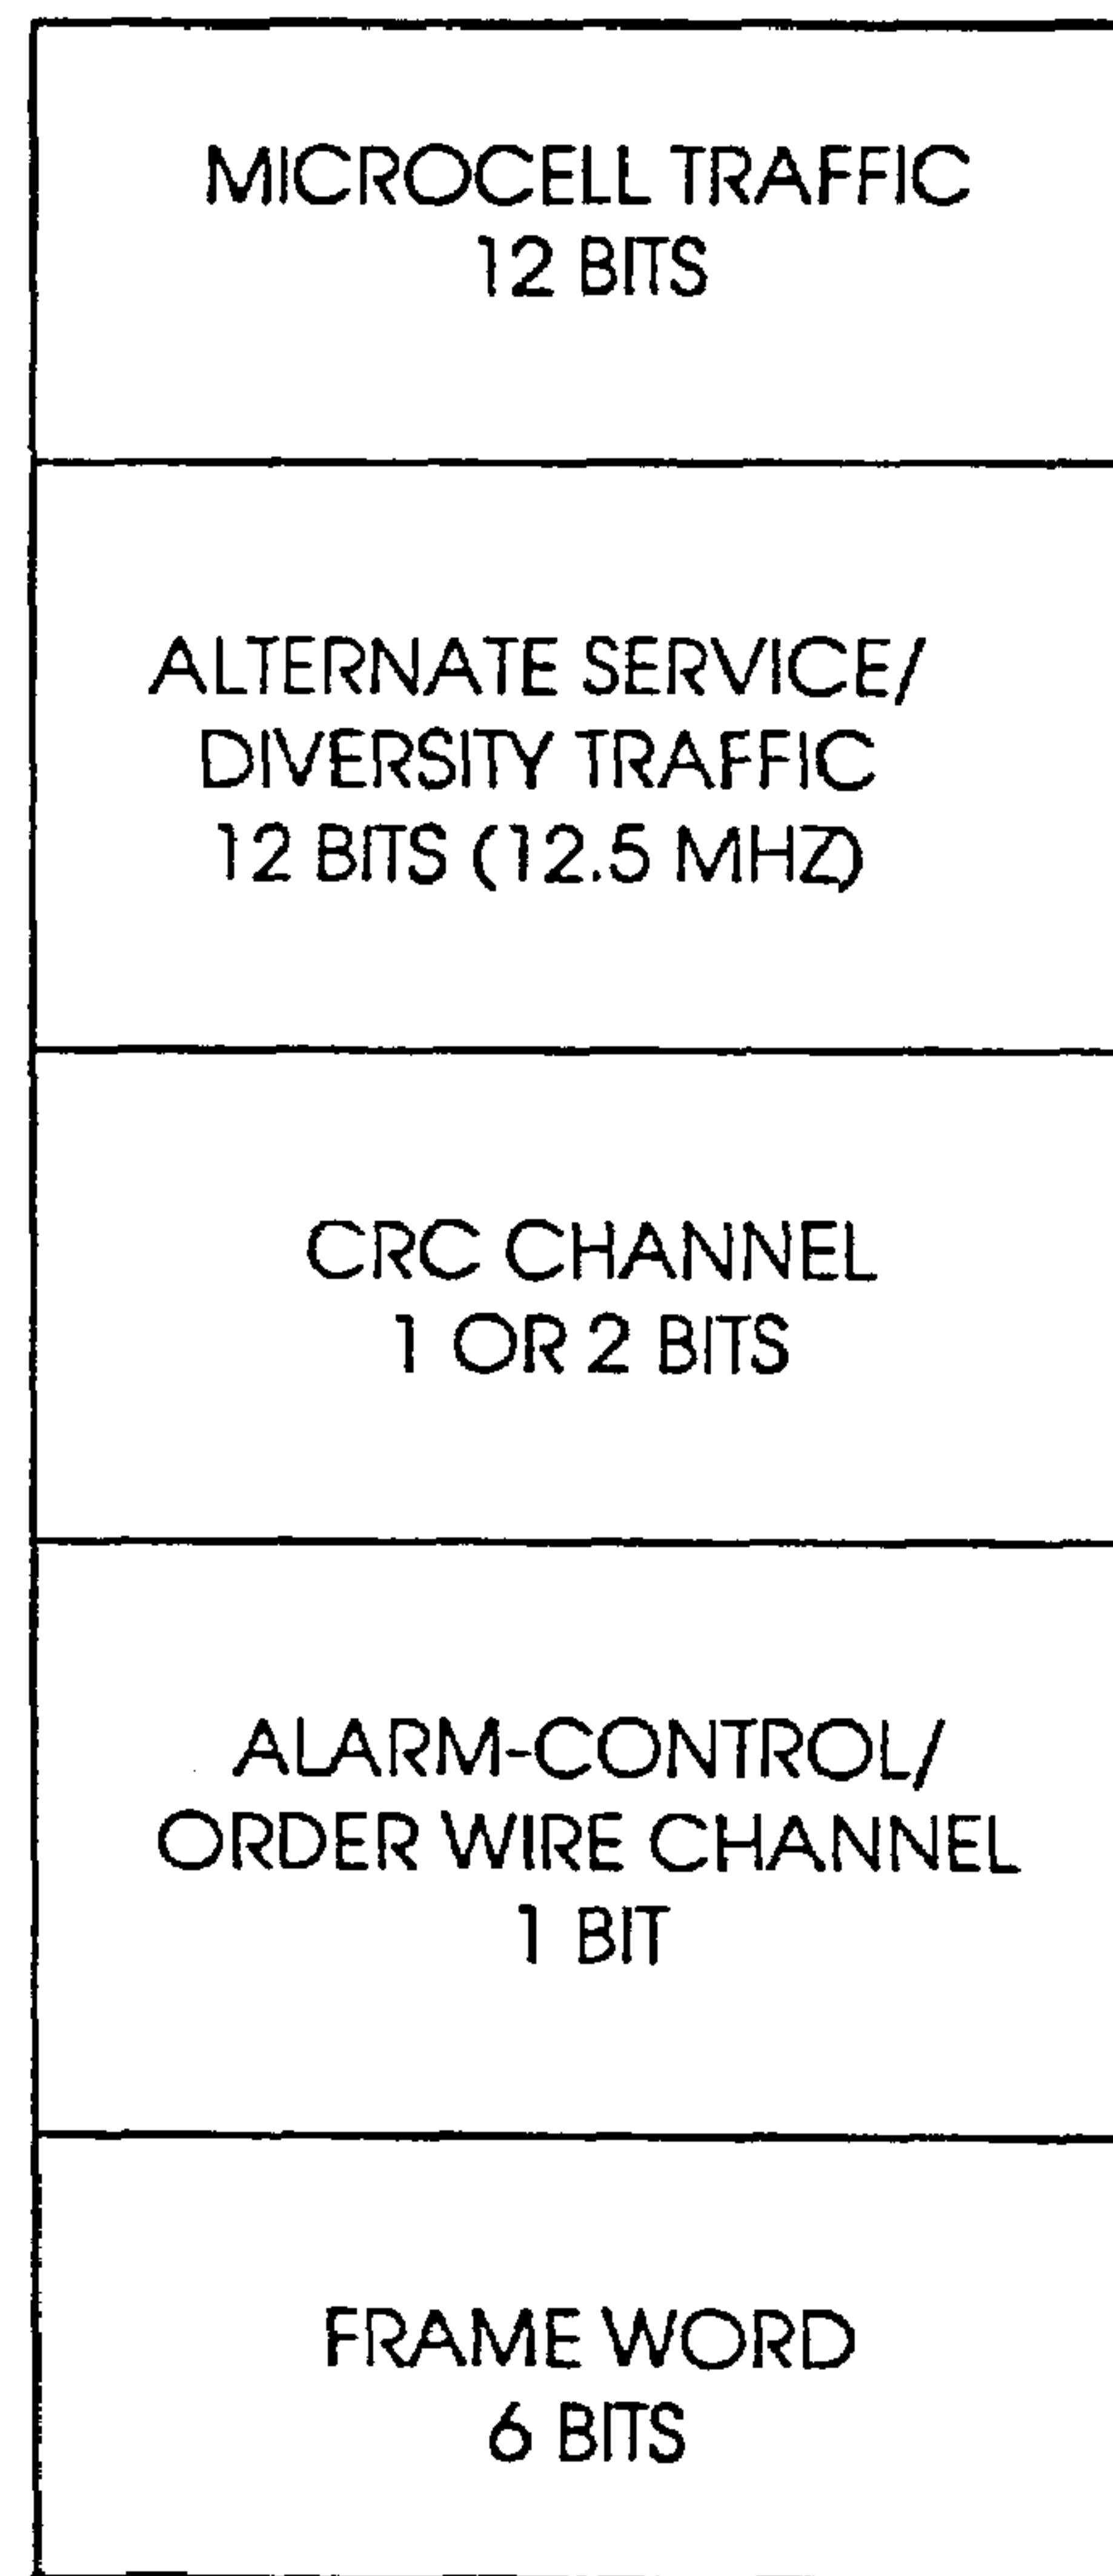 MICROCELL TRAFFIC
12 BITS
ALTERNATE SERVICE/
DIVERSITY TRAFFIC
12 BITS (12.5 MHZ)
CRC CHANNEL
1 OR 2 BITS
ALARM-CONTROL/
ORDER WIRE CHANNEL
1 BIT
FRAME WORD
6 BITS